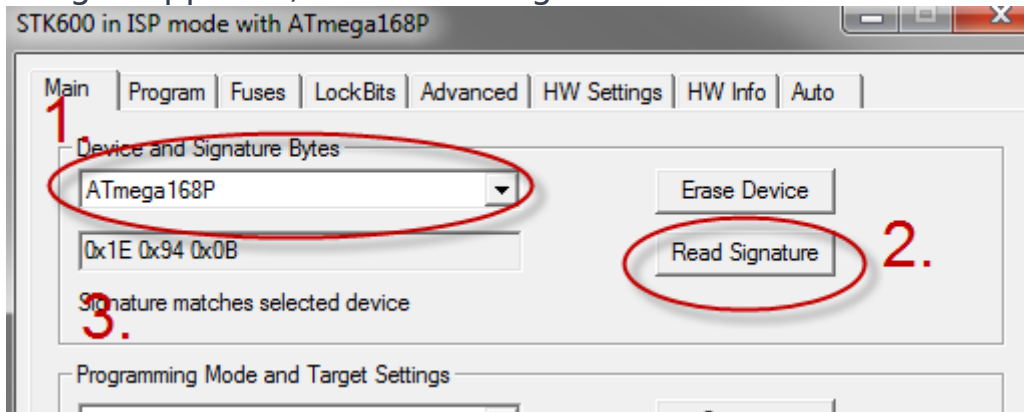 STK600 in ISP mode with ATmega168P
Main Program Fuses LockBits Advanced HW Settings HW Info Auto
1.
Device and Signature Bytes
ATmega168P
Erase Device
0x1E 0x94 0x0B
Read Signature
2.
Signature matches selected device
3.
Programming Mode and Target Settings